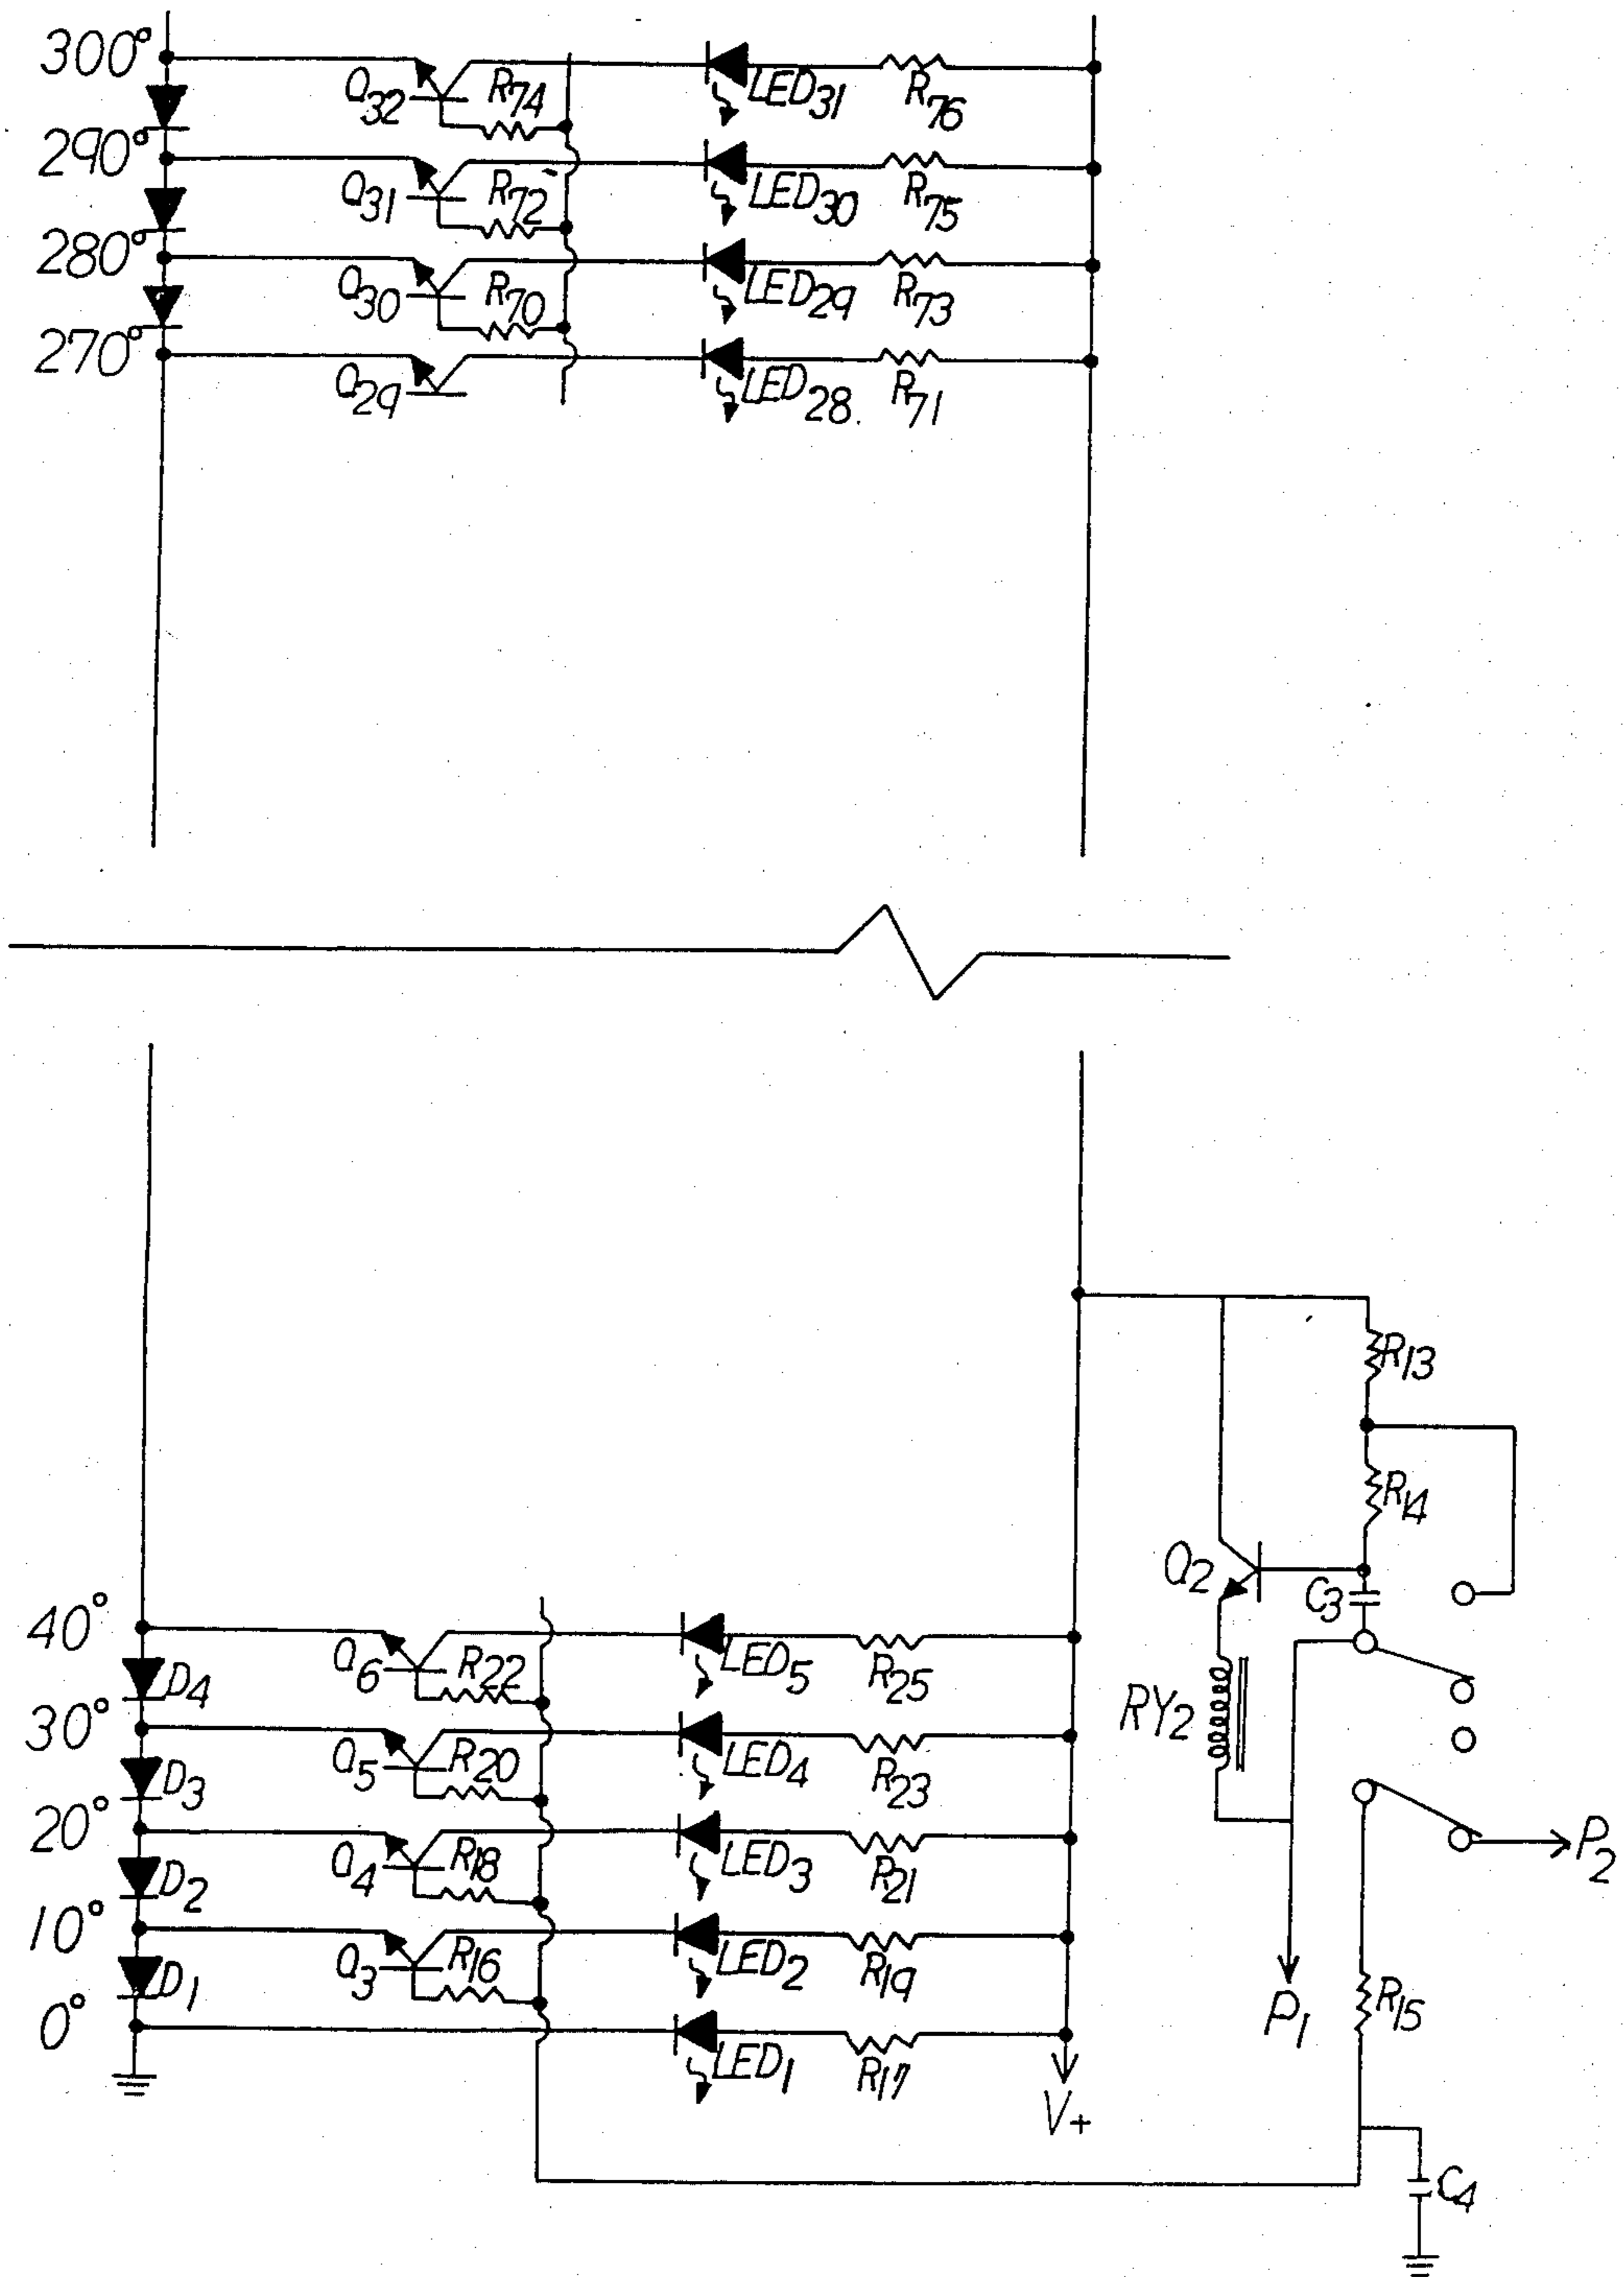 300°
Q32 R74 LED31 R76
290°
Q31 R72 LED30 R75
280°
Q30 R70 LED29 R73
270°
Q29 LED28 R71
R13
R14
Q2 C3
40°
Q6 R22 LED5 R25
D4
30°
Q5 R20 LED4 R23
RY2
D3
20°
Q4 R18 LED3 R21
P2
D2
10°
Q3 R16 LED2 R19
D1
0°
P1 R15
LED1 R17
V+
C4